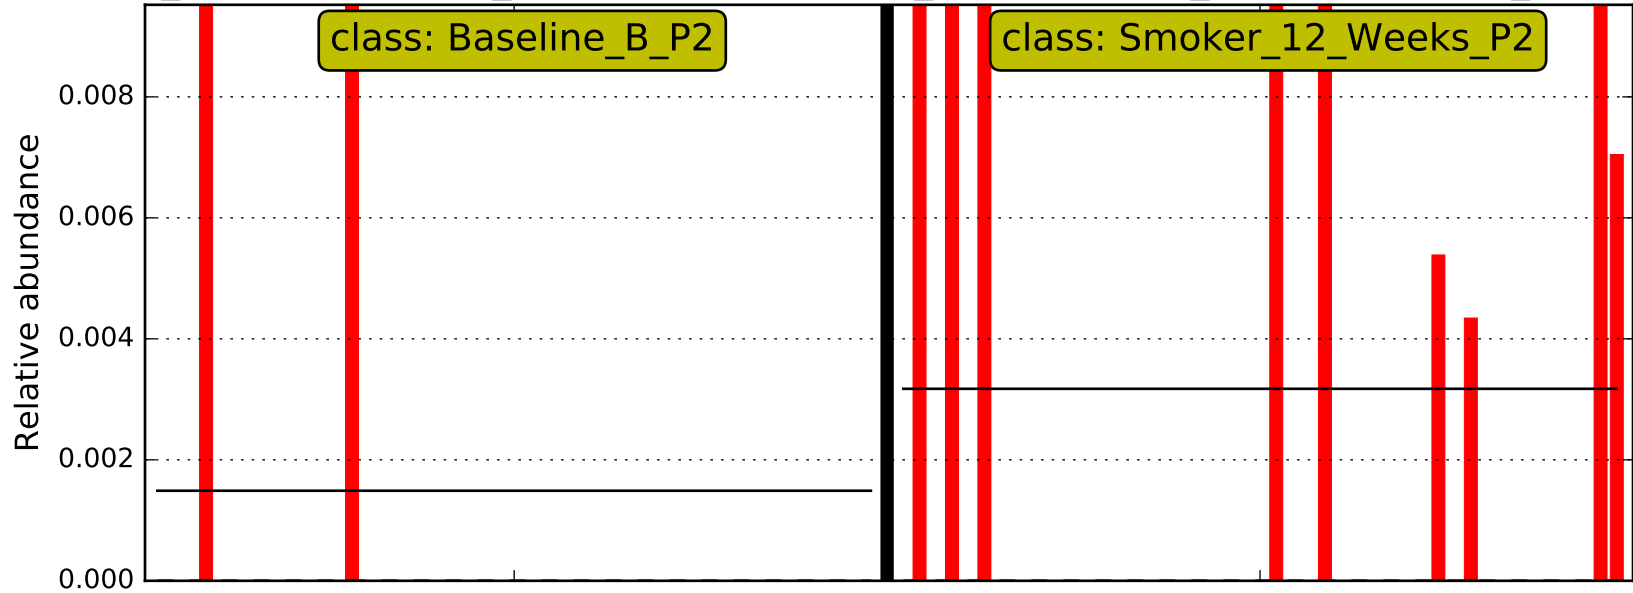 class: Baseline_B_P2
class: Smoker_12_Weeks_P2
Relative abundance
0.008
0.006
0.004
0.002
0.000